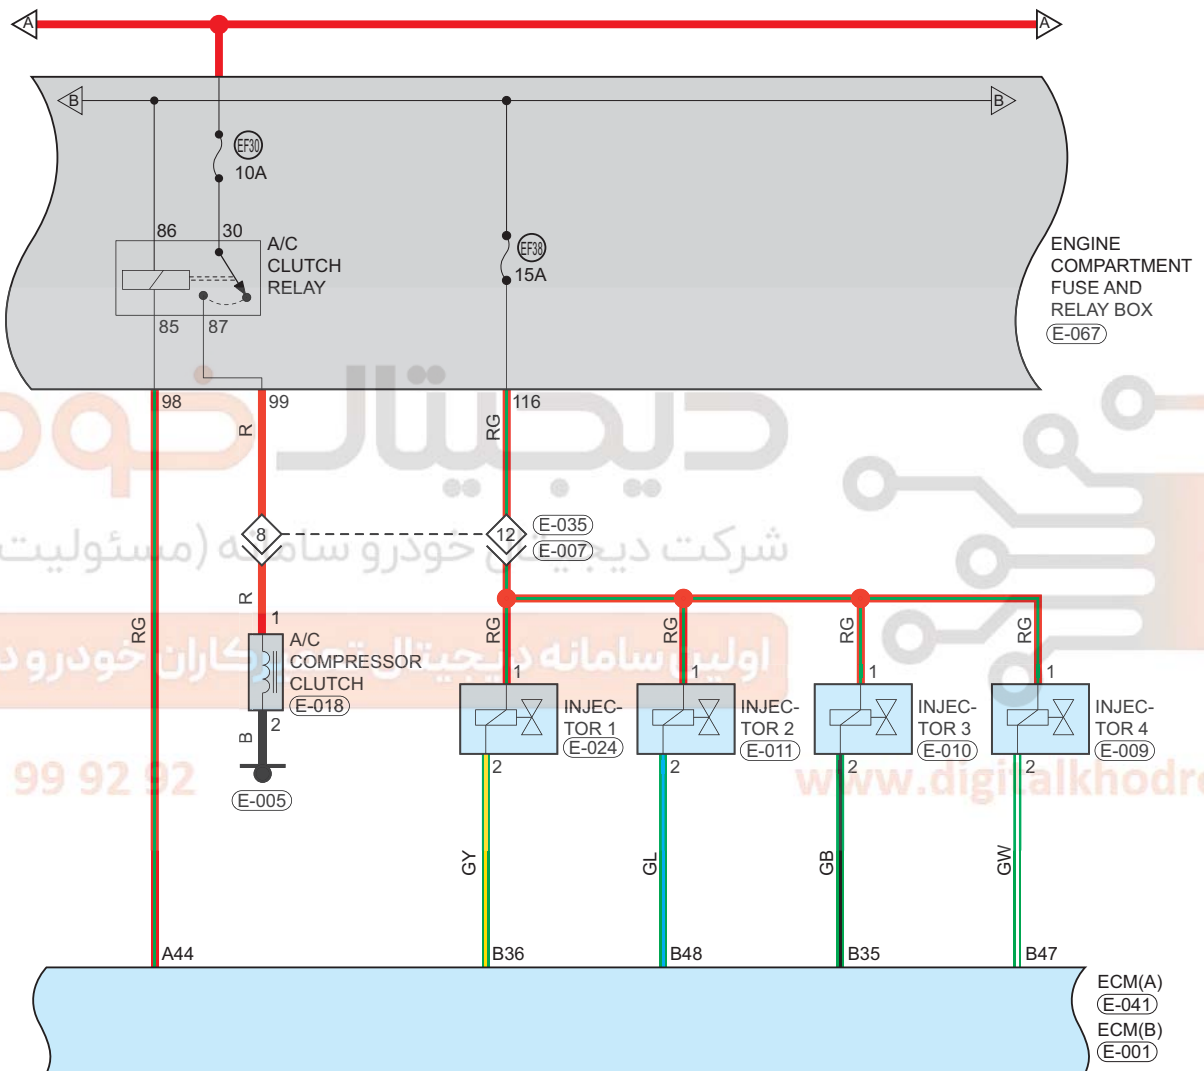 A A
B B
EF30
10A
86 30
A/C
CLUTCH
RELAY
85 87
EF38
15A
ENGINE
COMPARTMENT
FUSE AND
RELAY BOX
E-067
98 99 116
R RG
دیجیتال خودرو
شرکت دیجیتال خودرو سامانه (مسئولیت
8 12
E-035
E-007
R
RG RG RG RG RG
اولین سامانه دیجیتال تعمیرکاران خودرو د
1
A/C
COMPRESSOR
CLUTCH
E-018
2
B
E-005
1 1 1 1
INJEC-
TOR 1
E-024
INJEC-
TOR 2
E-011
INJEC-
TOR 3
E-010
INJEC-
TOR 4
E-009
2 2 2 2
99 92 92
www.digitalkhodro
GY GL GB GW
A44 B36 B48 B35 B47
ECM(A)
E-041
ECM(B)
E-001